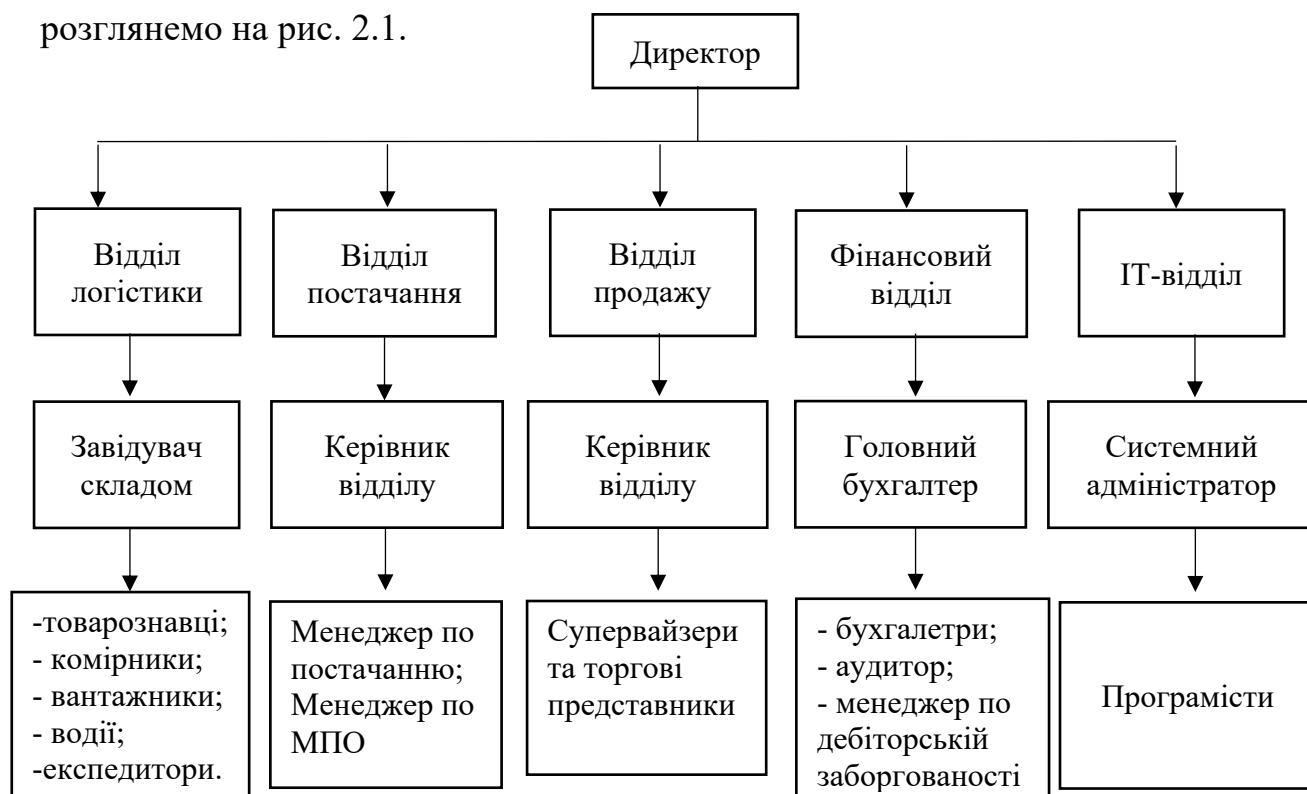 розглянемо на рис. 2.1.
Директор
Відділ
логістики
Відділ
постачання
Відділ
продажу
Фінансовий
відділ
ІТ-відділ
Завідувач
складом
Керівник
відділу
Керівник
відділу
Головний
бухгалтер
Системний
адміністратор
-товарознавці;
- комірники;
- вантажники;
- водії;
-експедитори.
Менеджер по
постачанню;
Менеджер по
МПО
Супервайзери
та торгові
представники
- бухгалетри;
- аудитор;
- менеджер по
дебіторській
заборгованості
Програмісти